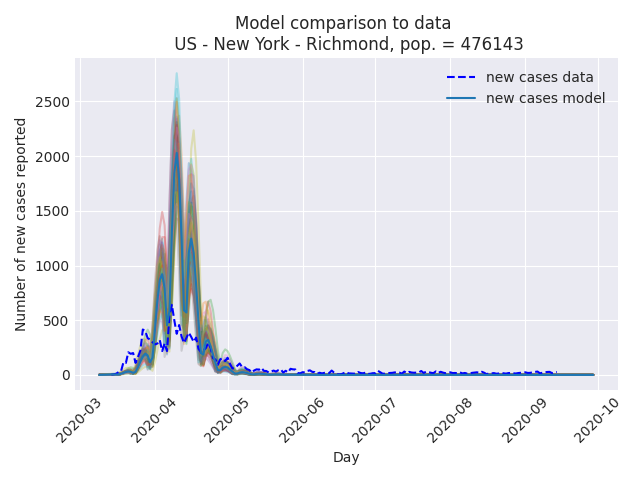 Model comparison to data
US - New York - Richmond, pop. = 476143
new cases data
new cases model
Number of new cases reported
2500
2000
1500
1000
500
0
2020-03
2020-04
2020-05
2020-06
2020-07
2020-08
2020-09
2020-10
Day